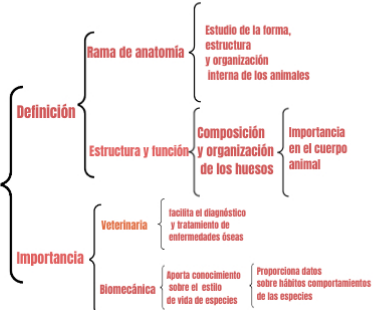 Definición
Rama de anatomía
Estudio de la forma,
estructura
y organización
interna de los animales
Estructura y función
Composición
y organización
de los huesos
Importancia
en el cuerpo
animal
Importancia
Veterinaria
facilita el diagnóstico
y tratamiento de
enfermedades óseas
Biomecánica
Aporta conocimiento
sobre el estilo
de vida de especies
Proporciona datos
sobre hábitos comportamientos
de las especies